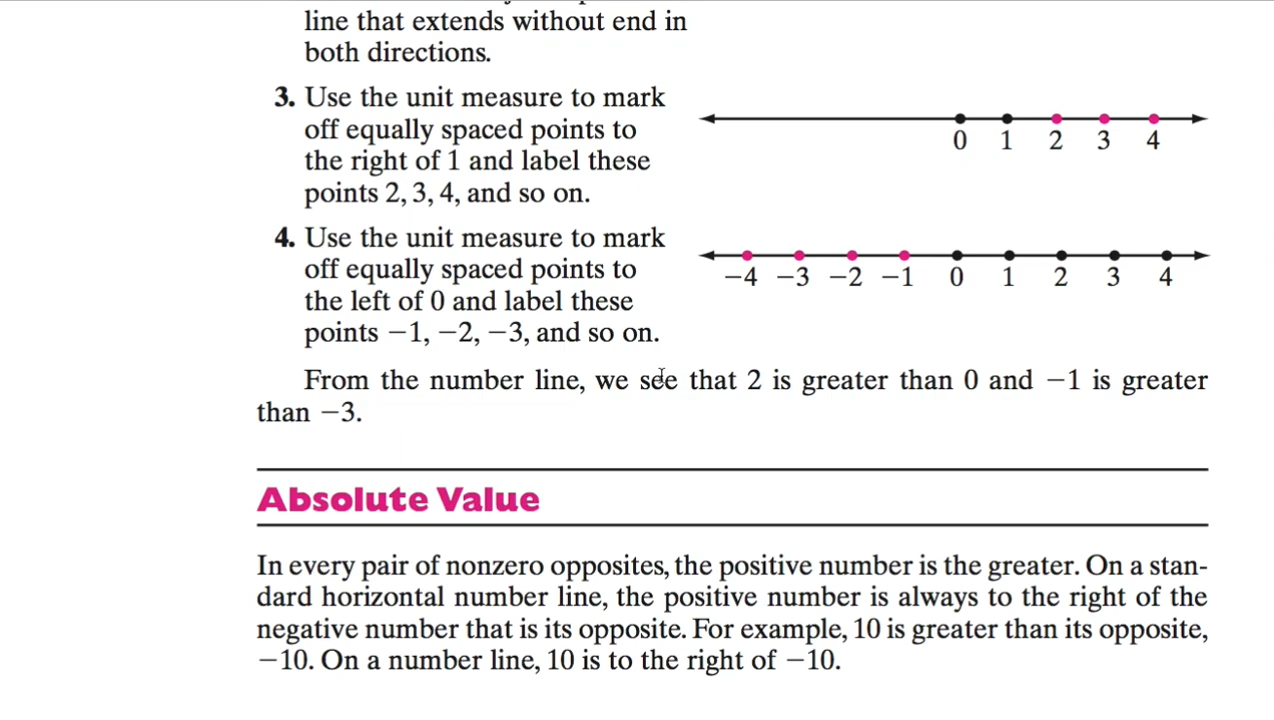 line that extends without end in
both directions.
3. Use the unit measure to mark
off equally spaced points to
the right of 1 and label these
points 2, 3, 4, and so on.
0 1 2 3 4
4. Use the unit measure to mark
off equally spaced points to
the left of 0 and label these
points −1, −2, −3, and so on.
−4 −3 −2 −1 0 1 2 3 4
From the number line, we see that 2 is greater than 0 and −1 is greater
than −3.
Absolute Value
In every pair of nonzero opposites, the positive number is the greater. On a stan-
dard horizontal number line, the positive number is always to the right of the
negative number that is its opposite. For example, 10 is greater than its opposite,
−10. On a number line, 10 is to the right of −10.